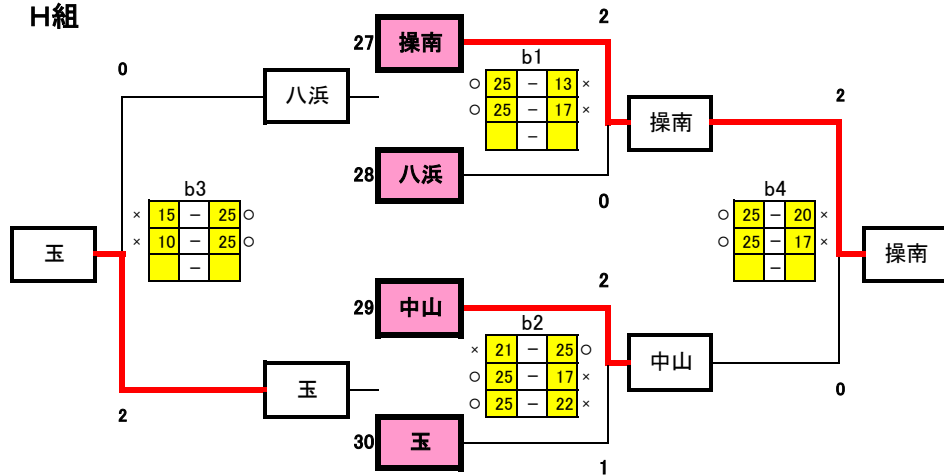 H組
27 操南 2
0
b1
八浜
○ 25 － 13 ×
○ 25 － 17 ×
－
操南
2
28 八浜
0
b3
× 15 － 25 ○
× 10 － 25 ○
－
b4
○ 25 － 20 ×
○ 25 － 17 ×
－
玉
操南
29 中山 2
b2
× 21 － 25 ○
○ 25 － 17 ×
○ 25 － 22 ×
中山
玉
0
2
30 玉
1